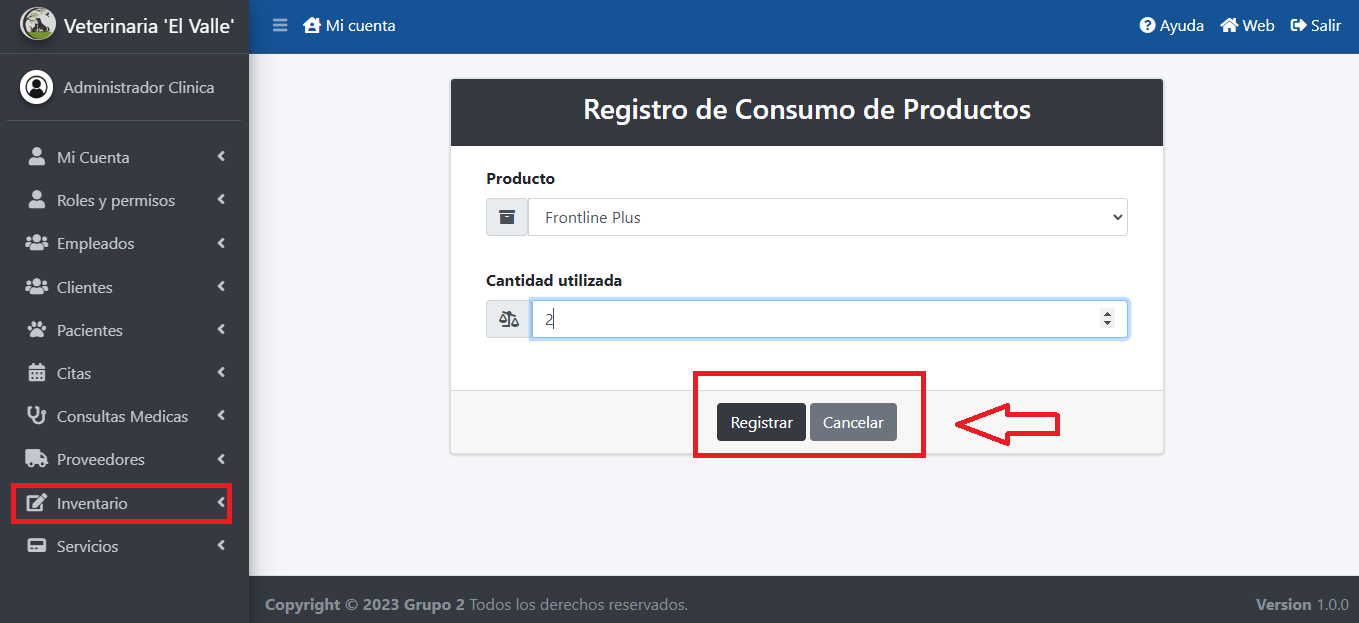 Veterinaria 'El Valle'
Mi cuenta
Ayuda
Web
Salir
Administrador Clinica
Mi Cuenta
Roles y permisos
Empleados
Clientes
Pacientes
Citas
Consultas Medicas
Proveedores
Inventario
Servicios
Registro de Consumo de Productos
Producto
Frontline Plus
Cantidad utilizada
2
Registrar
Cancelar
Copyright © 2023 Grupo 2 Todos los derechos reservados.
Version 1.0.0